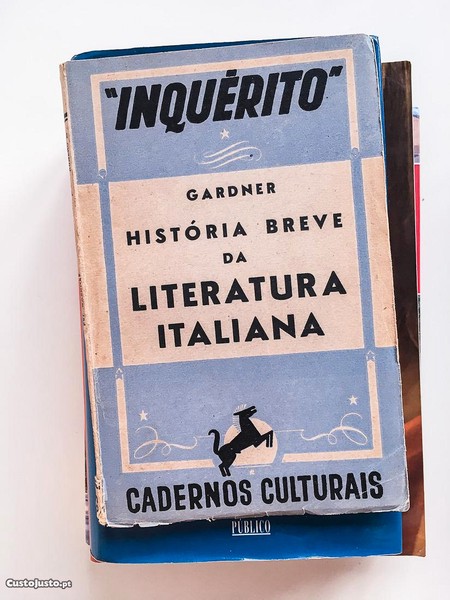 "INQUÉRITO"
GARDNER
HISTÓRIA BREVE
DA
LITERATURA
ITALIANA
CADERNOS CULTURAIS
PÚBLICO
CustoJusto.pt